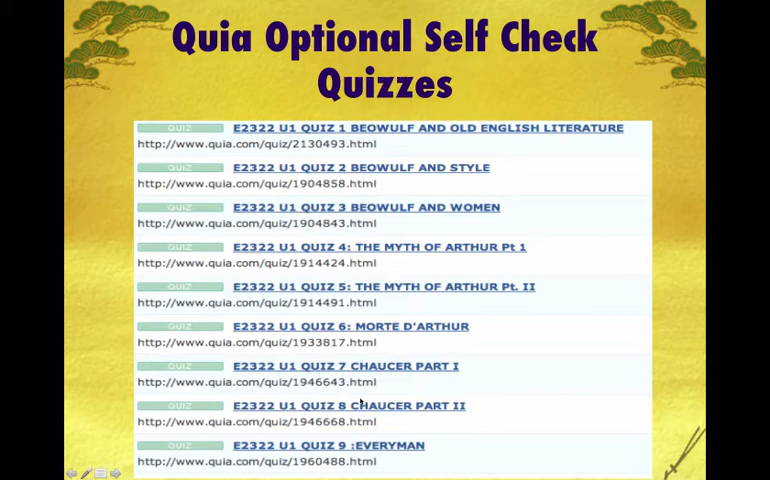 Quia Optional Self Check
Quizzes
QUIZ E2322 U1 QUIZ 1 BEOWULF AND OLD ENGLISH LITERATURE
http://www.quia.com/quiz/2130493.html
QUIZ E2322 U1 QUIZ 2 BEOWULF AND STYLE
http://www.quia.com/quiz/1904858.html
QUIZ E2322 U1 QUIZ 3 BEOWULF AND WOMEN
http://www.quia.com/quiz/1904843.html
QUIZ E2322 U1 QUIZ 4: THE MYTH OF ARTHUR Pt 1
http://www.quia.com/quiz/1914424.html
QUIZ E2322 U1 QUIZ 5: THE MYTH OF ARTHUR Pt. II
http://www.quia.com/quiz/1914491.html
QUIZ E2322 U1 QUIZ 6: MORTE D'ARTHUR
http://www.quia.com/quiz/1933817.html
QUIZ E2322 U1 QUIZ 7 CHAUCER PART I
http://www.quia.com/quiz/1946643.html
QUIZ E2322 U1 QUIZ 8 CHAUCER PART II
http://www.quia.com/quiz/1946668.html
QUIZ E2322 U1 QUIZ 9 :EVERYMAN
http://www.quia.com/quiz/1960488.html